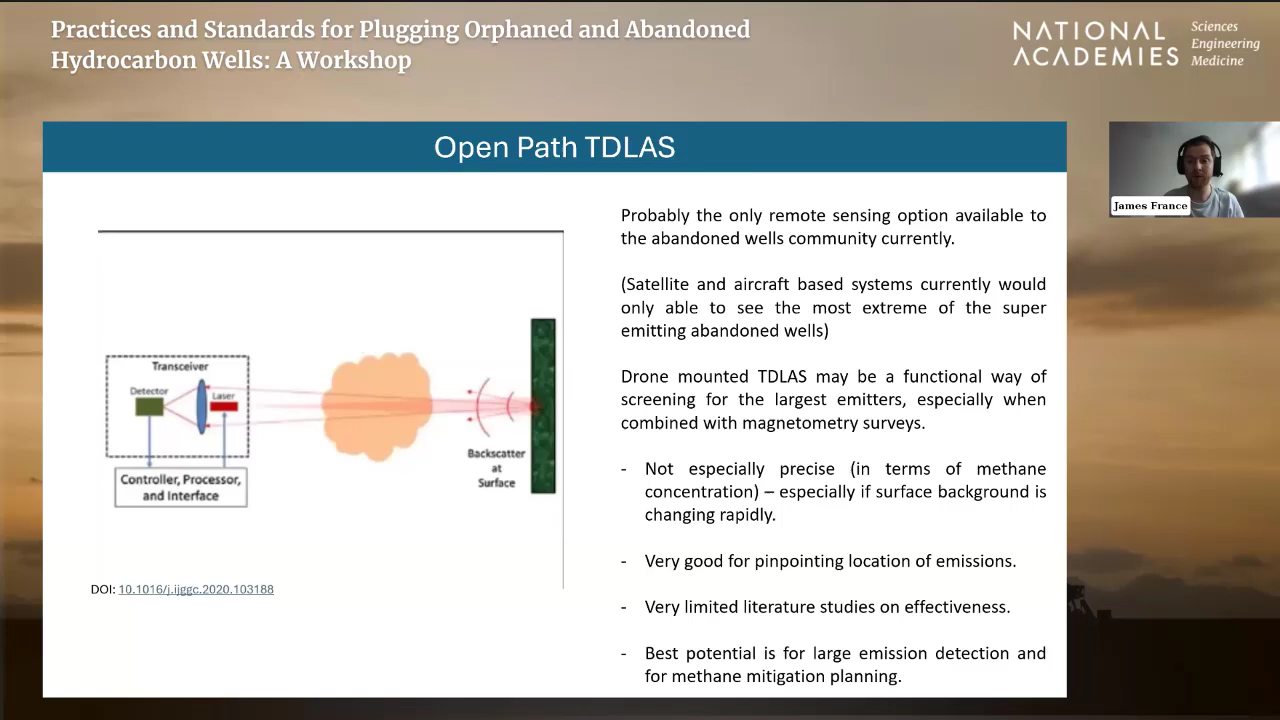 Practices and Standards for Plugging Orphaned and Abandoned
Hydrocarbon Wells: A Workshop
NATIONAL
ACADEMIES
Sciences
Engineering
Medicine
Open Path TDLAS
James France
Transceiver
Detector
Laser
Controller, Processor,
and Interface
Backscatter
at
Surface
DOI: 10.1016/j.ijggc.2020.103188
Probably the only remote sensing option available to
the abandoned wells community currently.
(Satellite and aircraft based systems currently would
only able to see the most extreme of the super
emitting abandoned wells)
Drone mounted TDLAS may be a functional way of
screening for the largest emitters, especially when
combined with magnetometry surveys.
- Not especially precise (in terms of methane
concentration) – especially if surface background is
changing rapidly.
- Very good for pinpointing location of emissions.
- Very limited literature studies on effectiveness.
- Best potential is for large emission detection and
for methane mitigation planning.